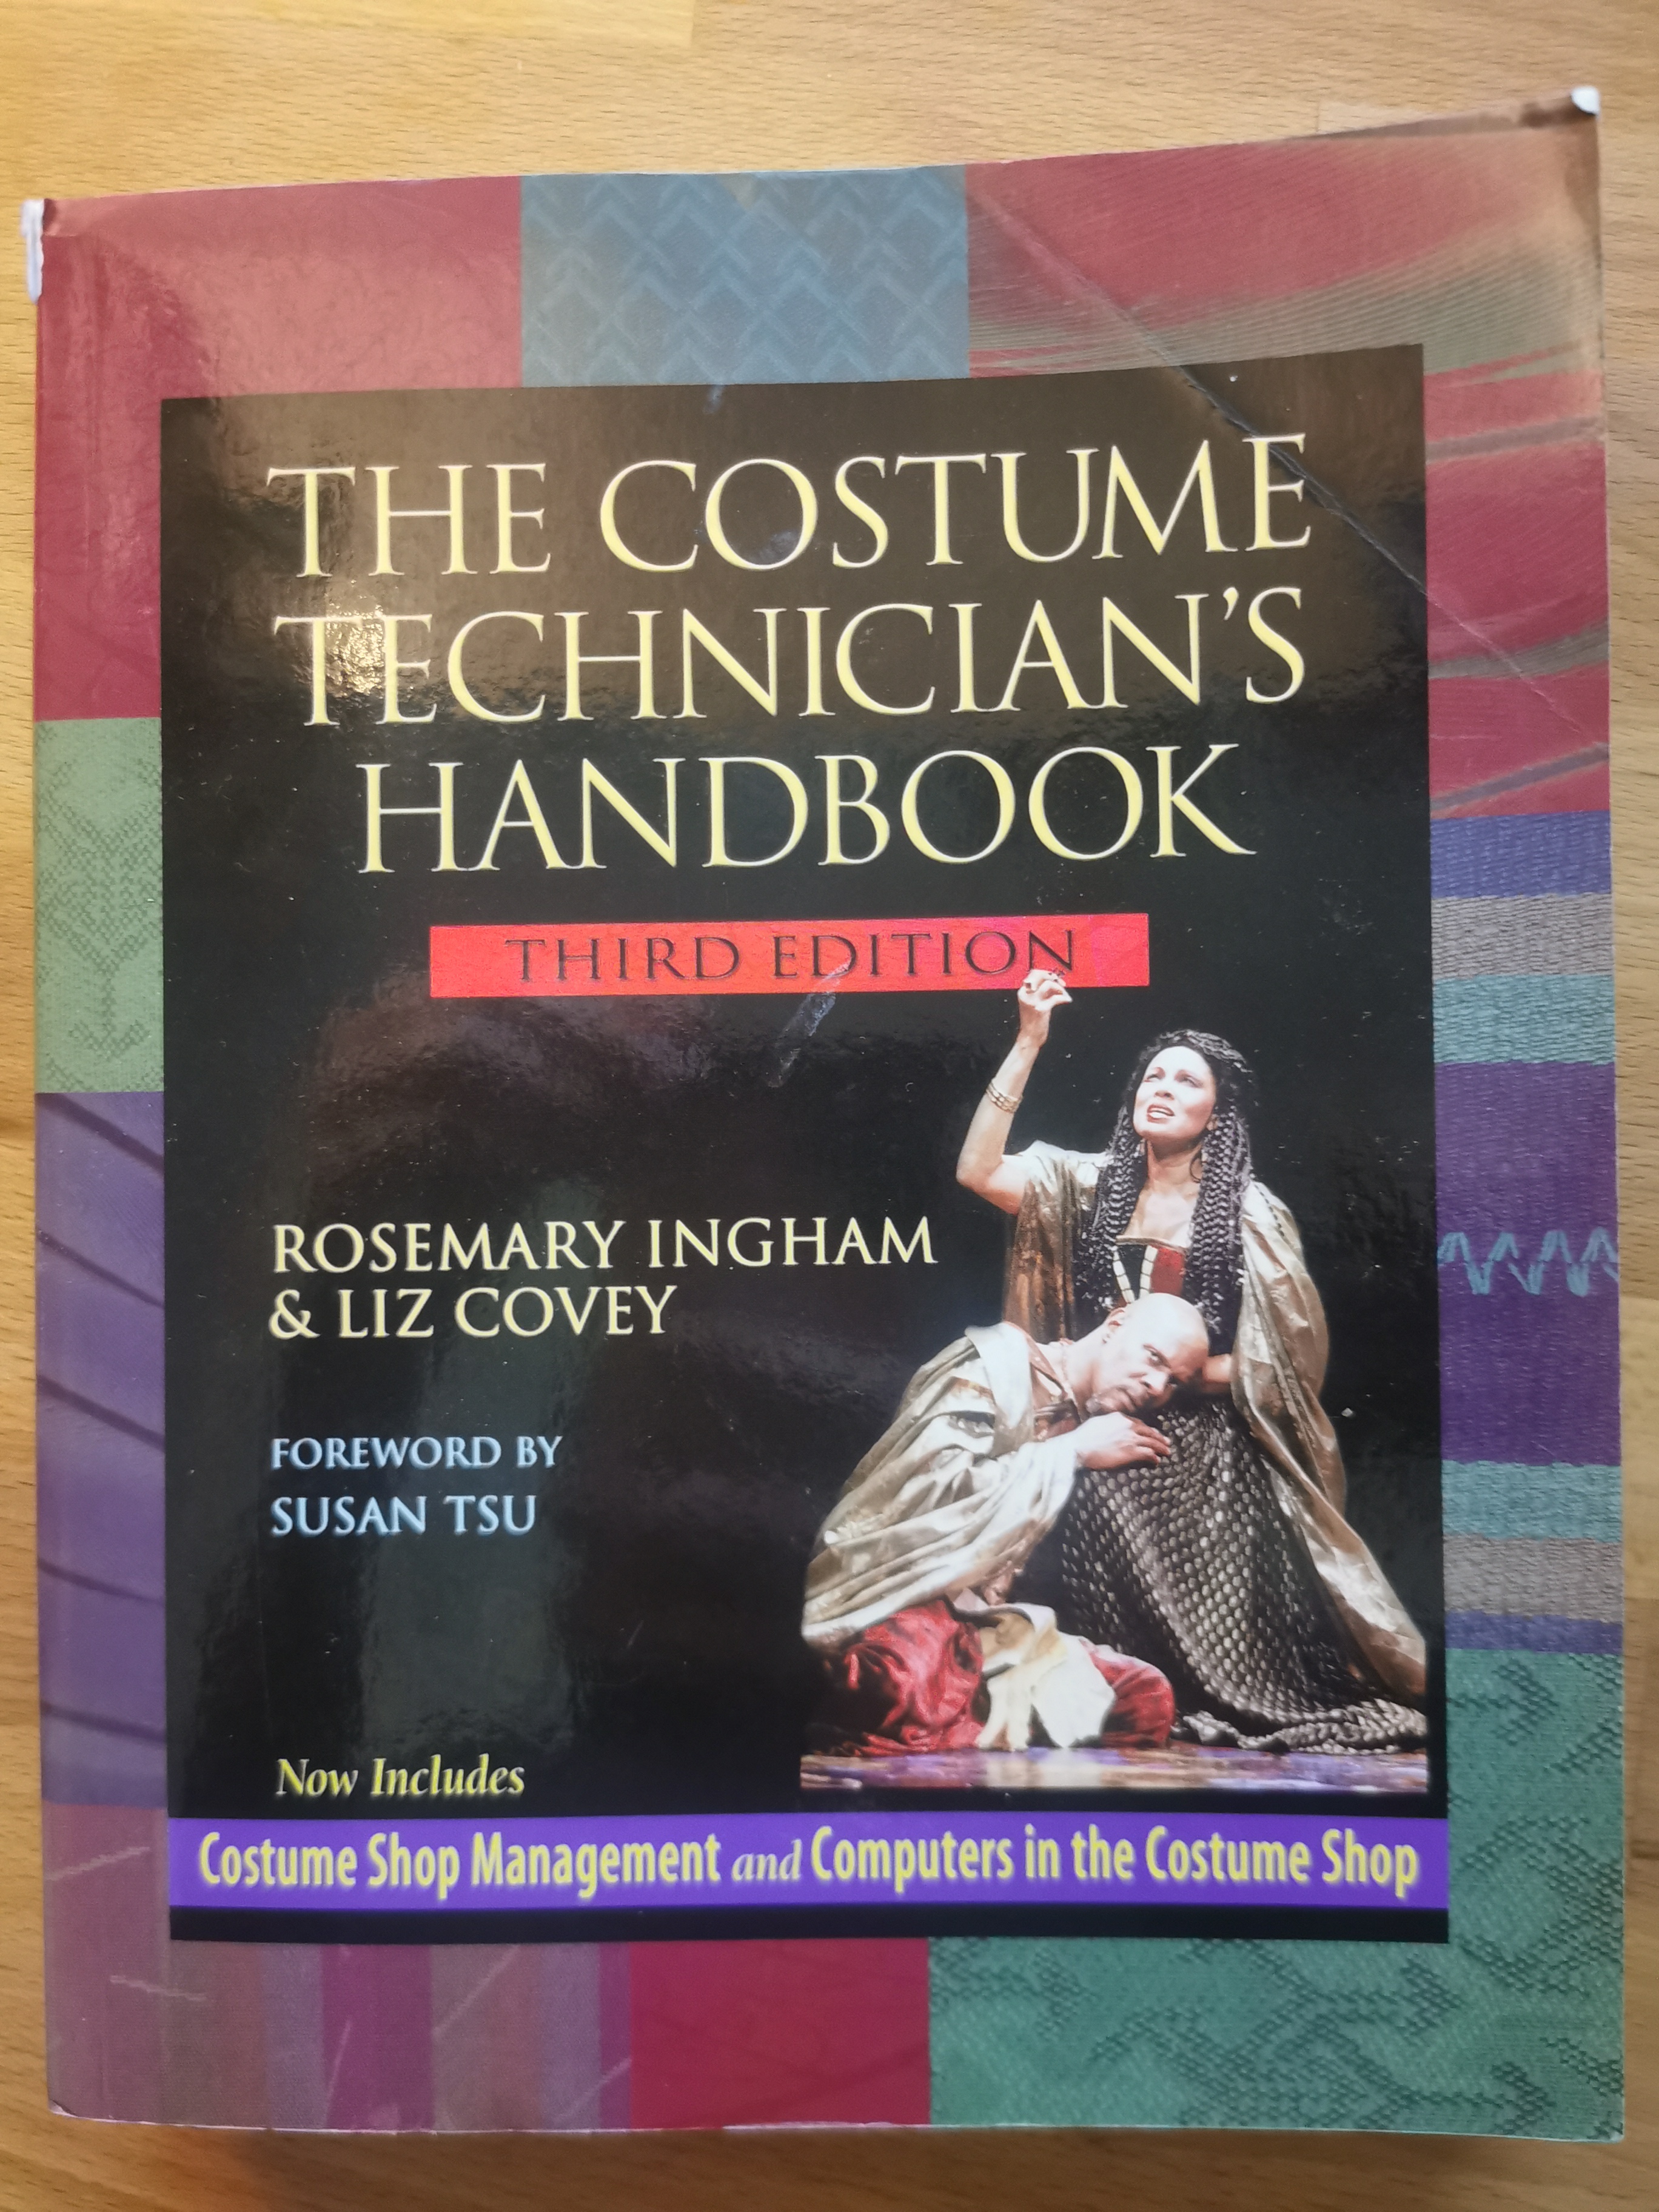 THE COSTUME
TECHNICIAN'S
HANDBOOK
THIRD EDITION
ROSEMARY INGHAM
& LIZ COVEY
FOREWORD BY
SUSAN TSU
Now Includes
Costume Shop Management and Computers in the Costume Shop